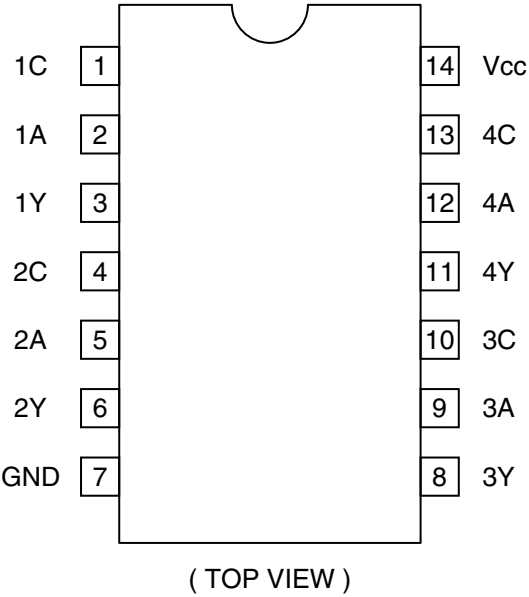 1C 1 14 Vcc
1A 2 13 4C
1Y 3 12 4A
2C 4 11 4Y
2A 5 10 3C
2Y 6 9 3A
GND 7 8 3Y
( TOP VIEW )